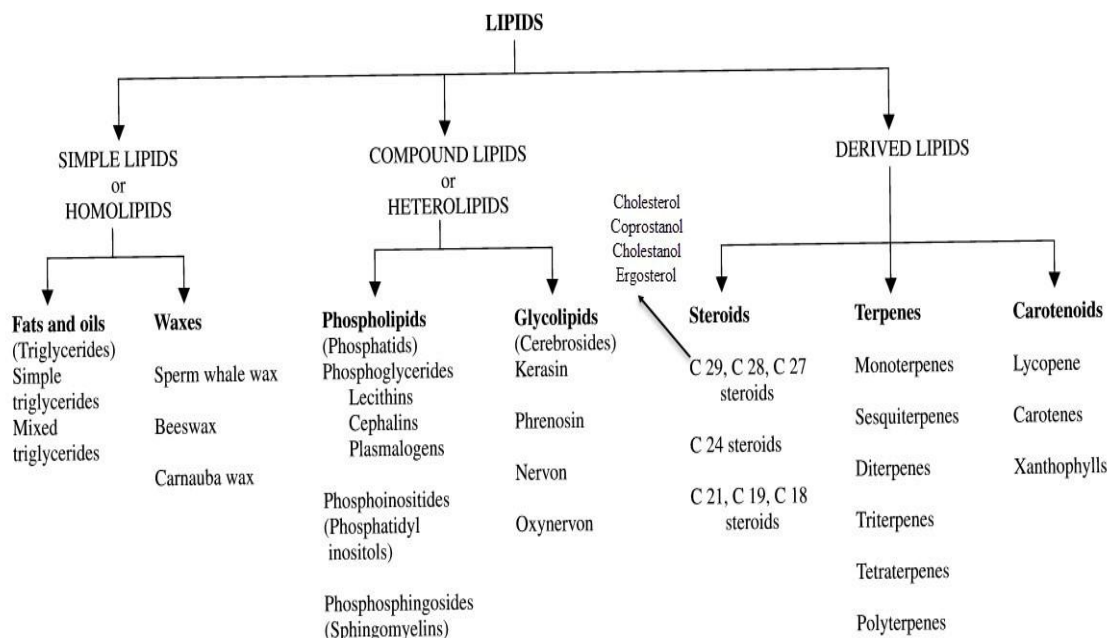 LIPIDS
SIMPLE LIPIDS
or
HOMOLIPIDS
COMPOUND LIPIDS
or
HETEROLIPIDS
DERIVED LIPIDS
Cholesterol
Coprostanol
Cholestanol
Ergosterol
Fats and oils
(Triglycerides)
Simple
triglycerides
Mixed
triglycerides
Waxes
Sperm whale wax
Beeswax
Carnauba wax
Phospholipids
(Phosphatids)
Phosphoglycerides
Lecithins
Cephalins
Plasmalogens
Phosphoinositides
(Phosphatidyl
inositols)
Phosphosphingosides
(Sphingomyelins)
Glycolipids
(Cerebrosides)
Kerasin
Phrenosin
Nervon
Oxynervon
Steroids
C 29, C 28, C 27
steroids
C 24 steroids
C 21, C 19, C 18
steroids
Terpenes
Monoterpenes
Sesquiterpenes
Diterpenes
Triterpenes
Tetraterpenes
Polyterpenes
Carotenoids
Lycopene
Carotenes
Xanthophylls